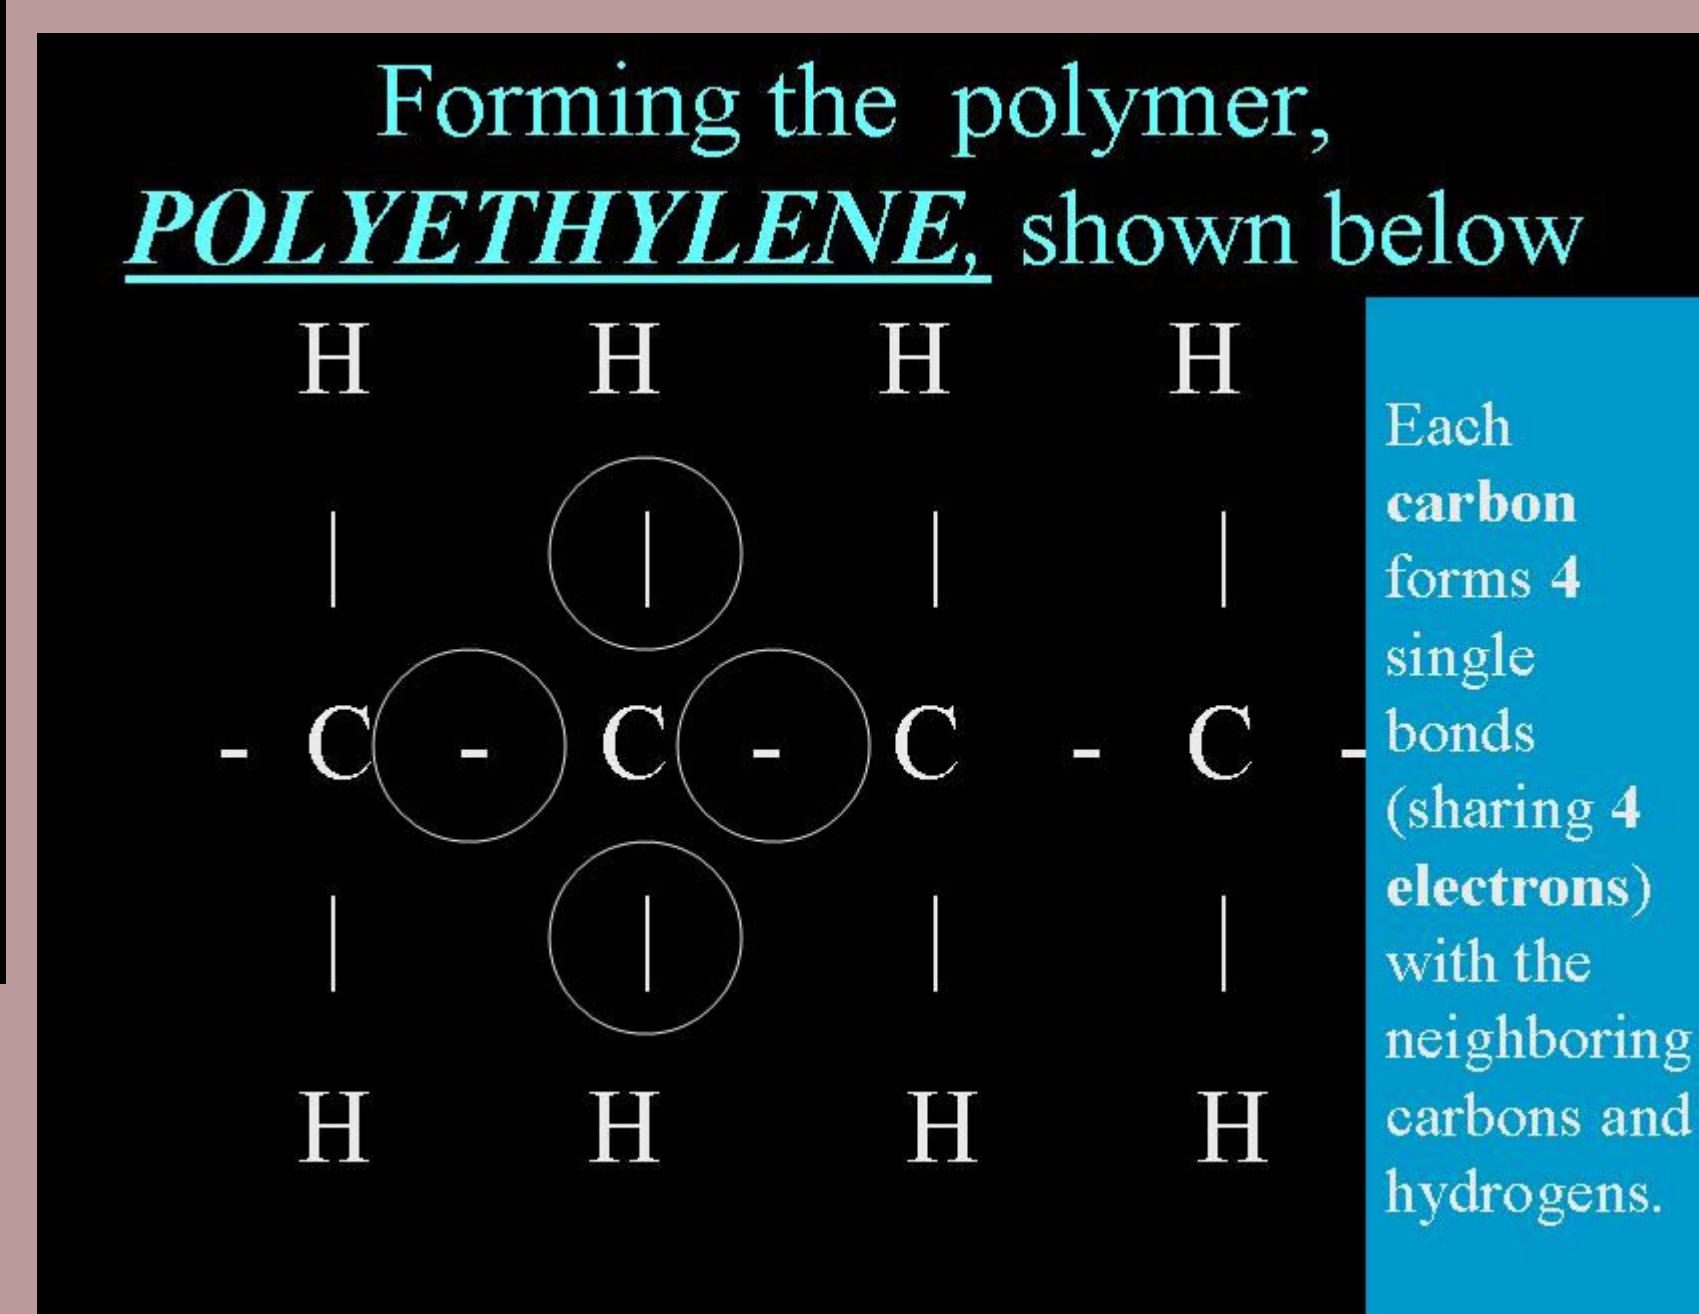 Forming the polymer,
POLYETHYLENE, shown below
H H H H
| | | |
- C - C - C - C -
| | | |
H H H H
Each
carbon
forms 4
single
bonds
(sharing 4
electrons)
with the
neighboring
carbons and
hydrogens.